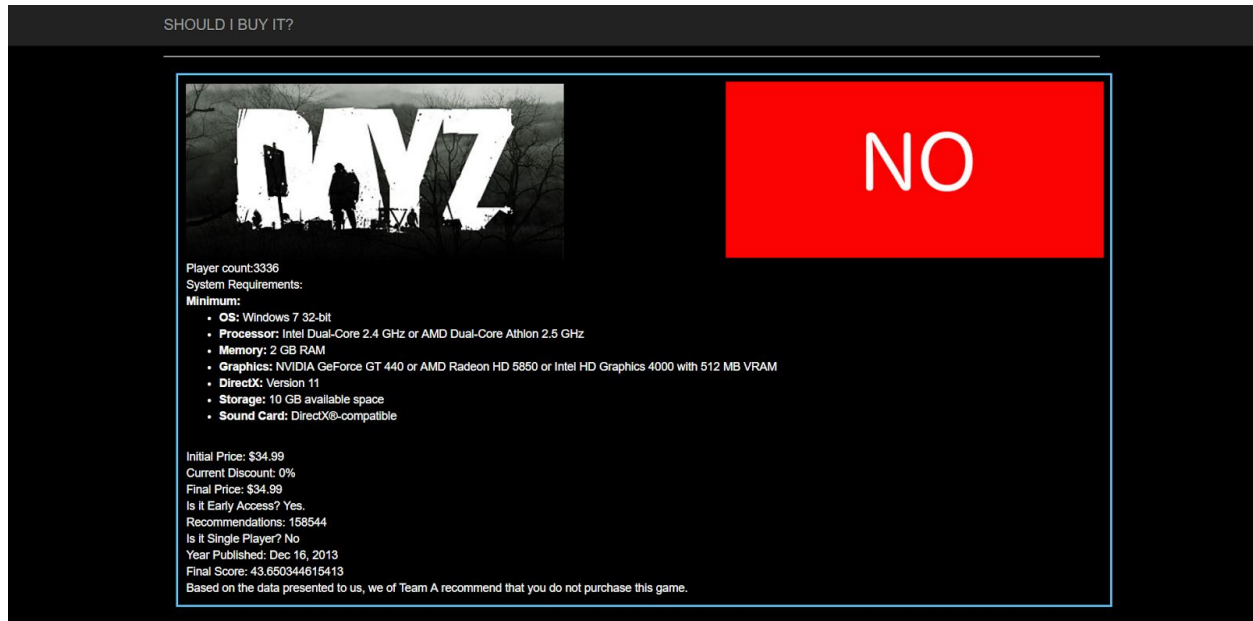 SHOULD I BUY IT?
DAYZ
NO
Player count:3336
System Requirements:
Minimum:
• OS: Windows 7 32-bit
• Processor: Intel Dual-Core 2.4 GHz or AMD Dual-Core Athlon 2.5 GHz
• Memory: 2 GB RAM
• Graphics: NVIDIA GeForce GT 440 or AMD Radeon HD 5850 or Intel HD Graphics 4000 with 512 MB VRAM
• DirectX: Version 11
• Storage: 10 GB available space
• Sound Card: DirectX®-compatible
Initial Price: $34.99
Current Discount: 0%
Final Price: $34.99
Is it Early Access? Yes.
Recommendations: 158544
Is it Single Player? No
Year Published: Dec 16, 2013
Final Score: 43.650344615413
Based on the data presented to us, we of Team A recommend that you do not purchase this game.